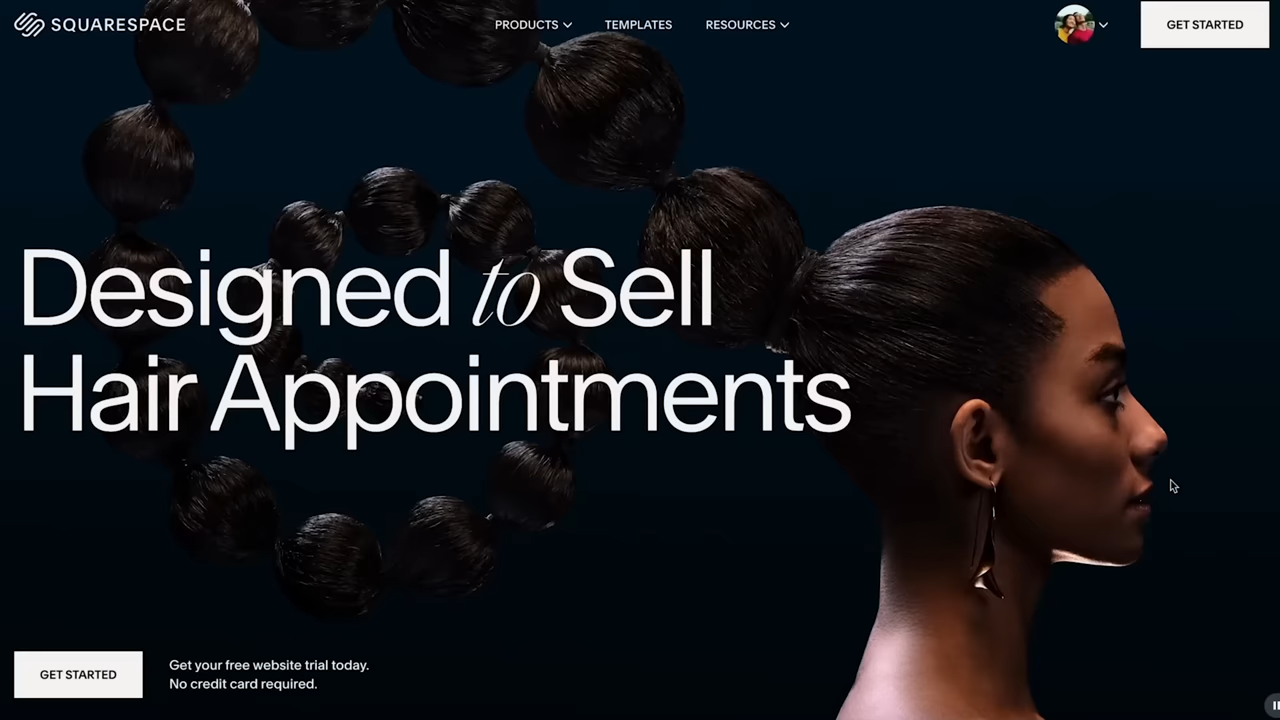 SQUARESPACE
PRODUCTS
TEMPLATES
RESOURCES
GET STARTED
Designed to Sell
Hair Appointments
GET STARTED
Get your free website trial today.
No credit card required.